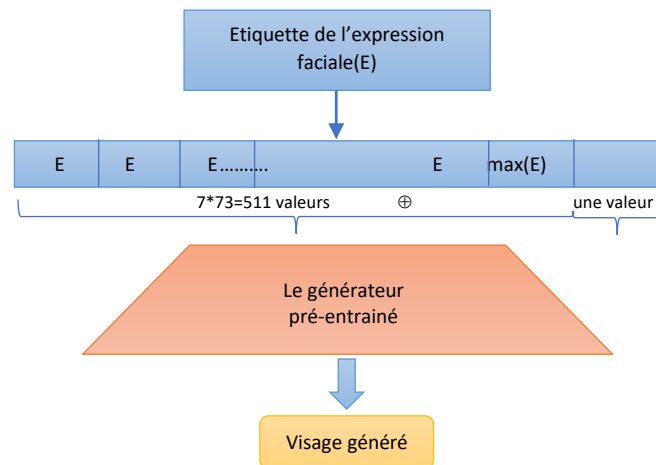 Etiquette de l’expression
faciale(E)
E E E………. E max(E)
7*73=511 valeurs ⊕ une valeur
Le générateur
pré-entrainé
Visage généré